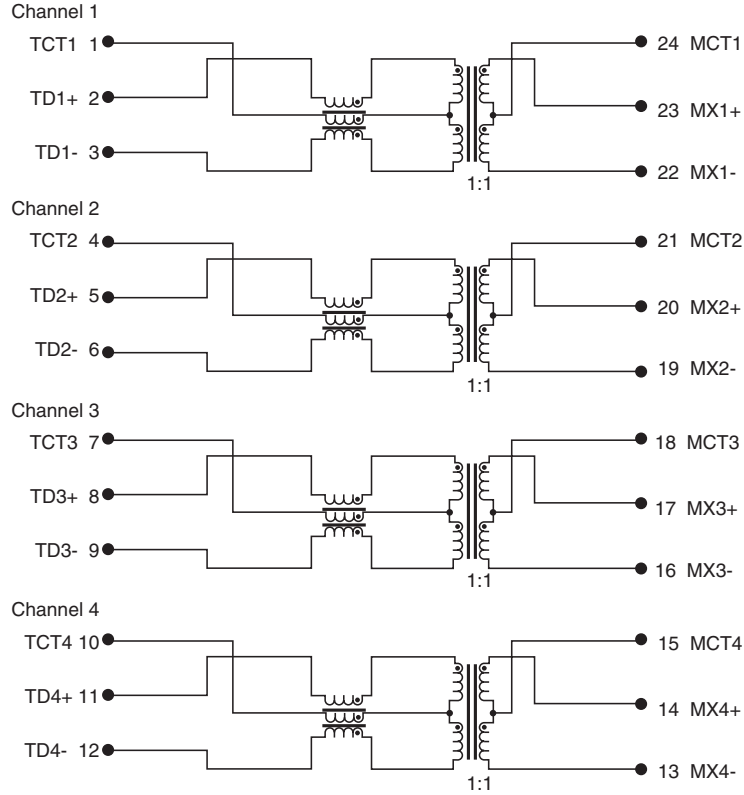 Channel 1
TCT1 1
24 MCT1
TD1+ 2
23 MX1+
TD1- 3
22 MX1-
1:1
Channel 2
TCT2 4
21 MCT2
TD2+ 5
20 MX2+
TD2- 6
19 MX2-
1:1
Channel 3
TCT3 7
18 MCT3
TD3+ 8
17 MX3+
TD3- 9
16 MX3-
1:1
Channel 4
TCT4 10
15 MCT4
TD4+ 11
14 MX4+
TD4- 12
13 MX4-
1:1